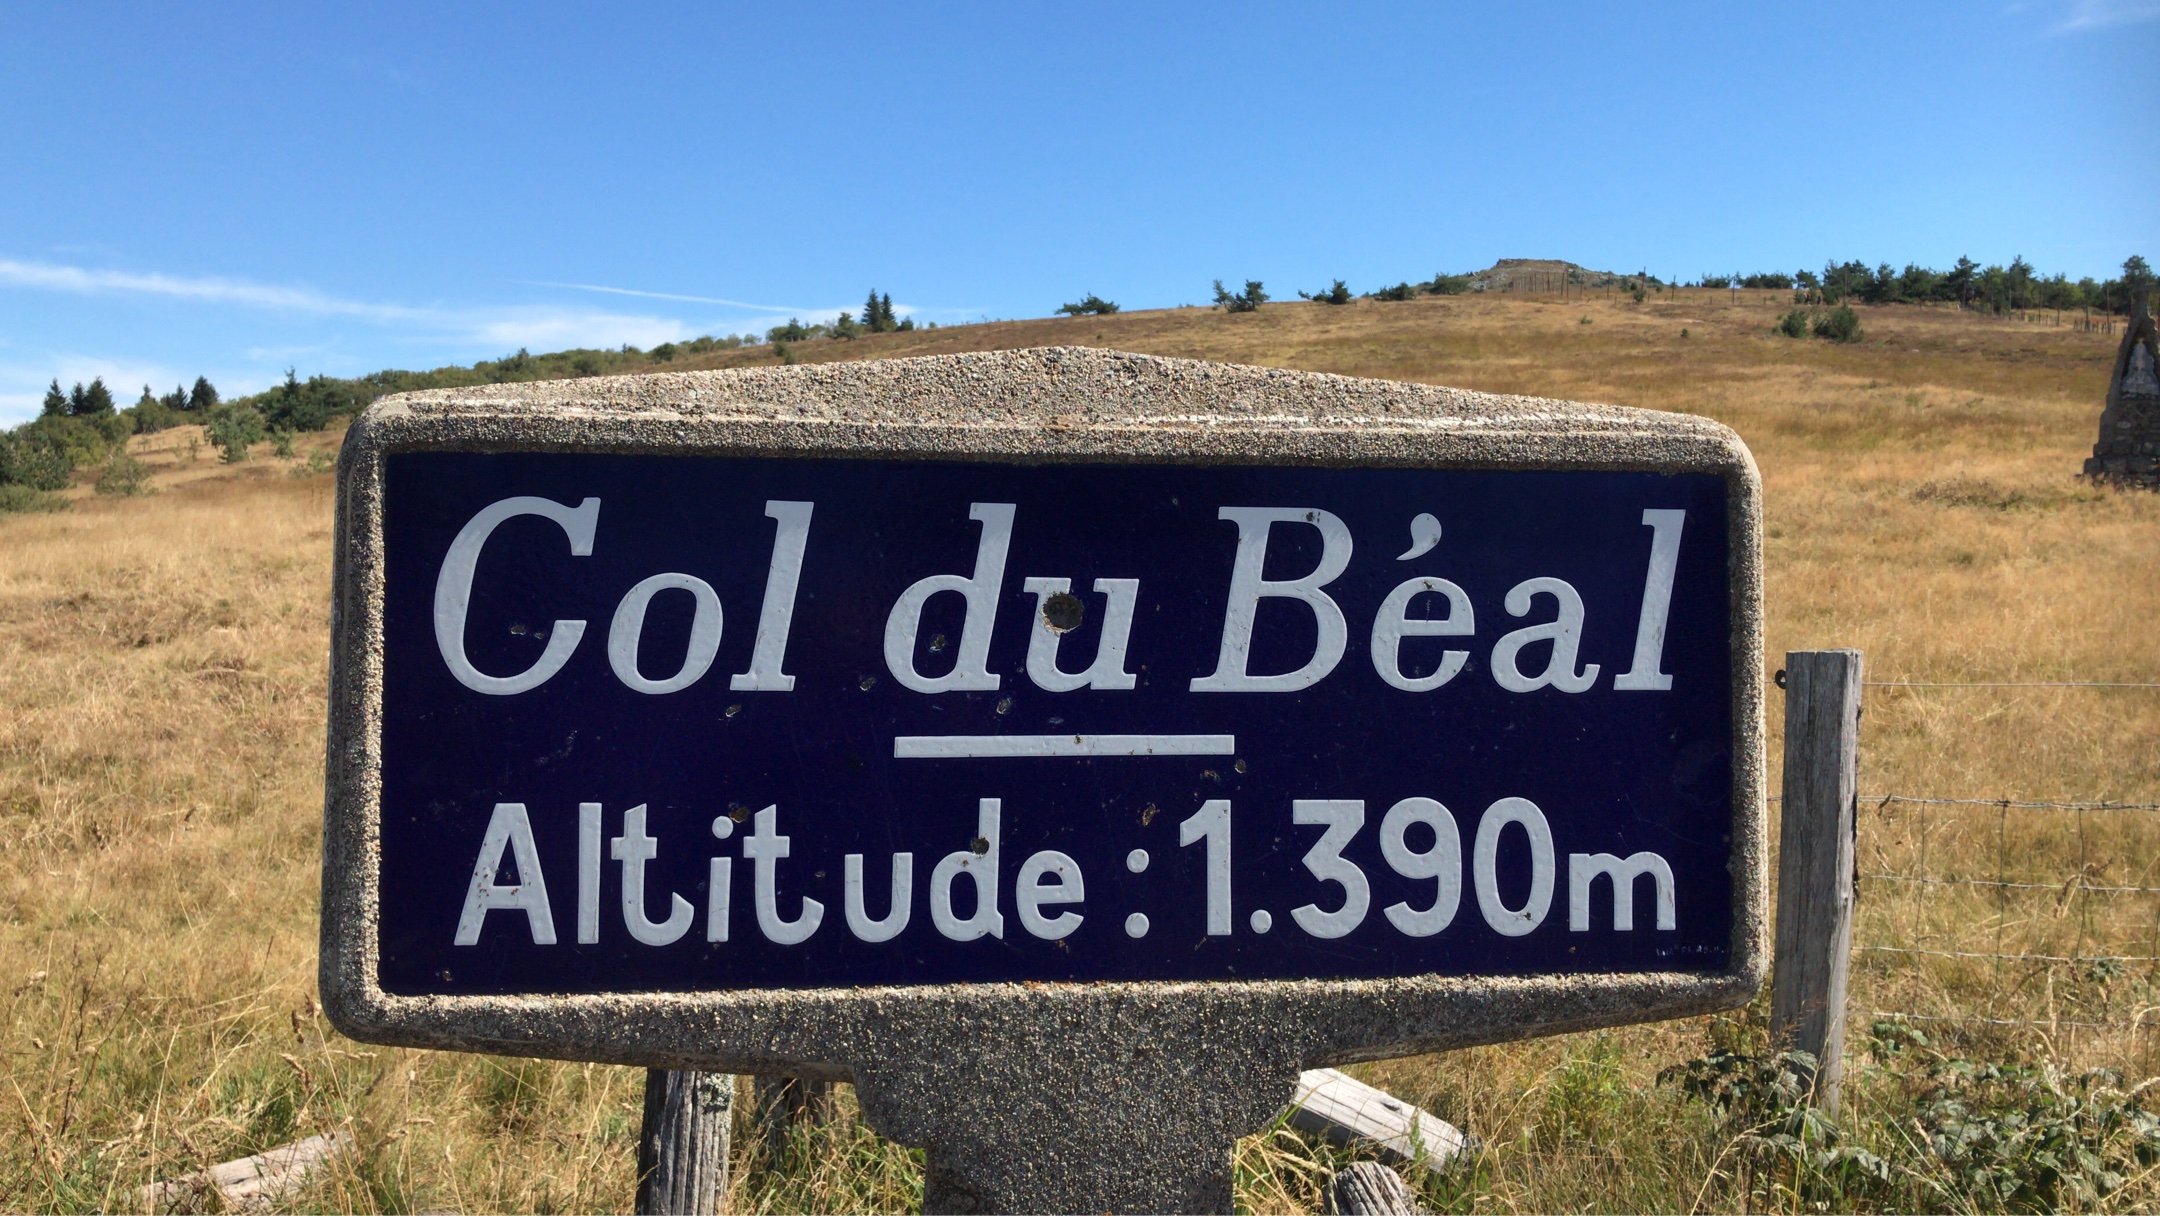 Col du Béal
Altitude : 1.390m